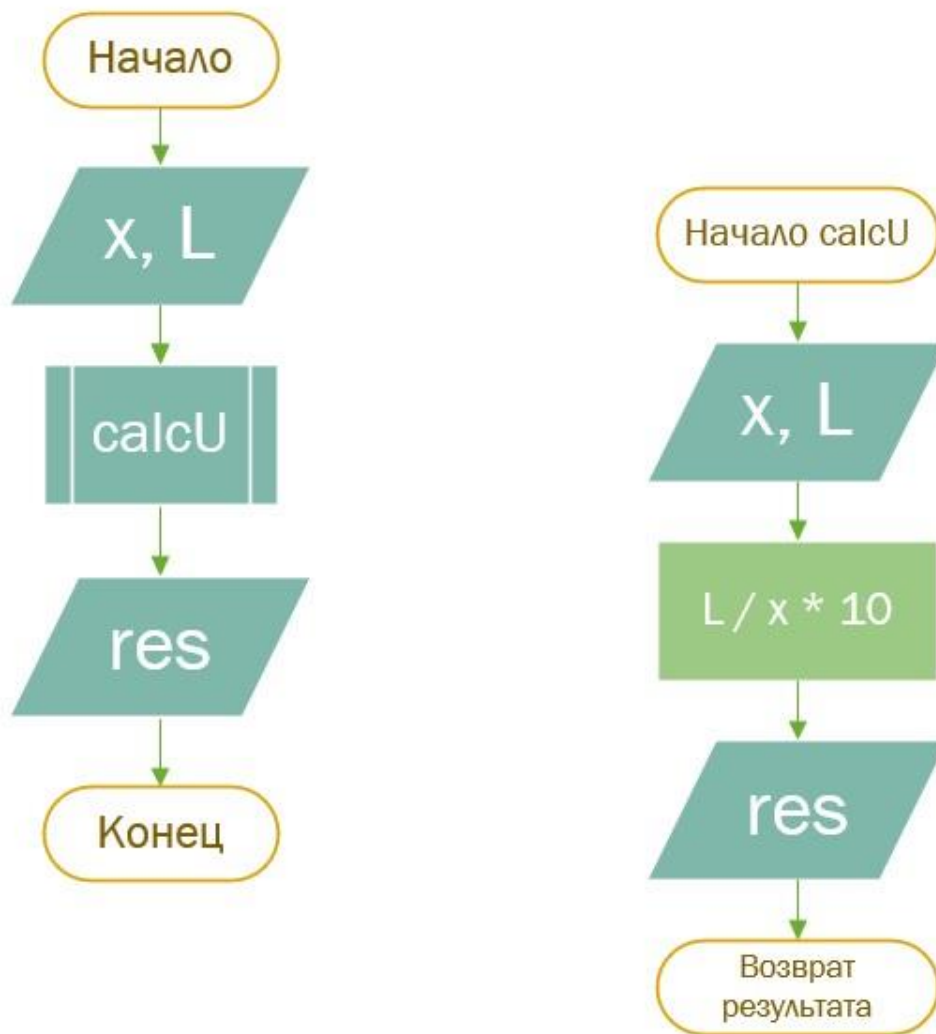 Начало
x, L
calcU
res
Конец
Начало calcU
x, L
L / x * 10
res
Возврат
результата